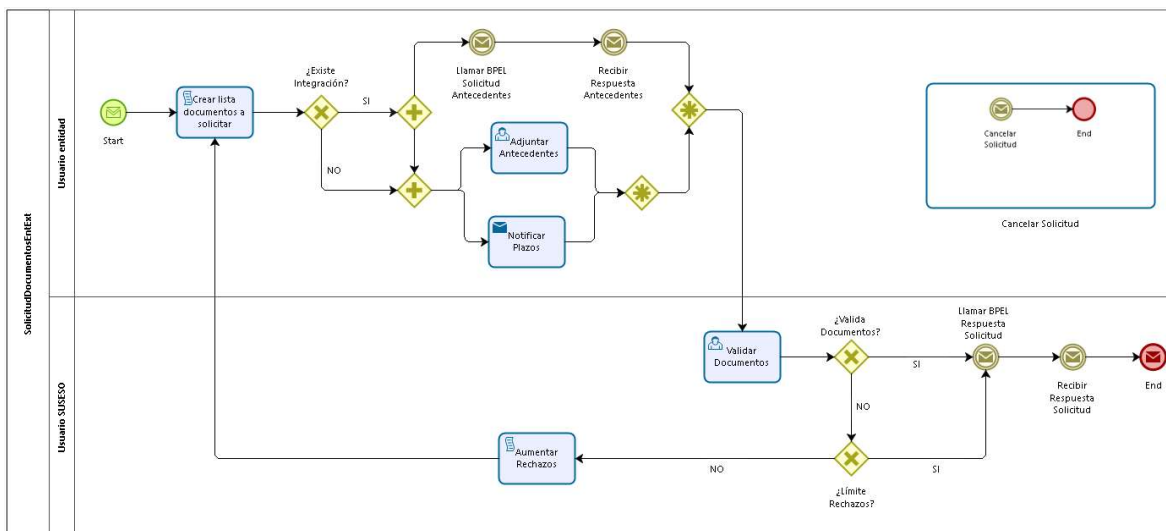 SolicitudDocumentosEntExt
Usuario entidad
Start
Crear lista
documentos a
solicitar
¿Existe
Integración?
SI
NO
Llamar BPEL
Solicitud
Antecedentes
Recibir
Respuesta
Antecedentes
Adjuntar
Antecedentes
Notificar
Plazos
Cancelar
Solicitud
End
Cancelar Solicitud
Usuario SUSESO
Validar
Documentos
¿Valida
Documentos?
SI
NO
Llamar BPEL
Respuesta
Solicitud
Recibir
Respuesta
Solicitud
End
Aumentar
Rechazos
NO
SI
¿Límite
Rechazos?